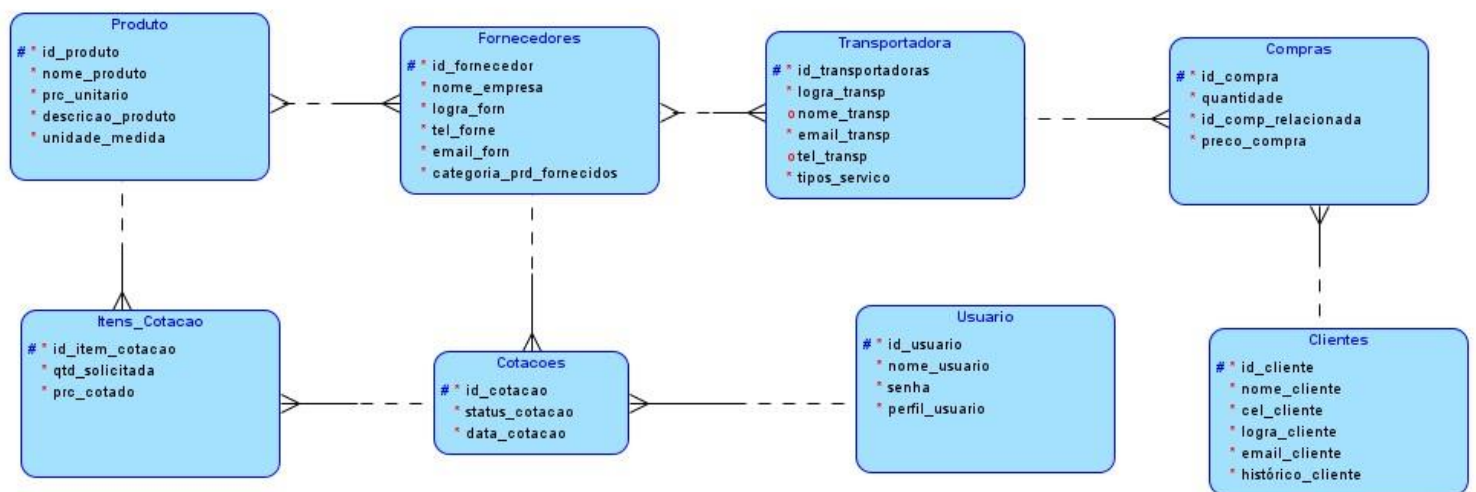 Produto
# * id_produto
* nome_produto
* prc_unitario
* descricao_produto
* unidade_medida
Fornecedores
# * id_fornecedor
* nome_empresa
* logra_forn
* tel_forne
* email_forn
* categoria_prd_fornecidos
Transportadora
# * id_transportadoras
* logra_transp
o nome_transp
* email_transp
o tel_transp
* tipos_servico
Compras
# * id_compra
* quantidade
* id_comp_relacionada
* preco_compra
Itens_Cotacao
# * id_item_cotacao
* qtd_solicitada
* prc_cotado
Cotacoes
# * id_cotacao
* status_cotacao
* data_cotacao
Usuario
# * id_usuario
* nome_usuario
* senha
* perfil_usuario
Clientes
# * id_cliente
* nome_cliente
* cel_cliente
* logra_cliente
* email_cliente
* histórico_cliente